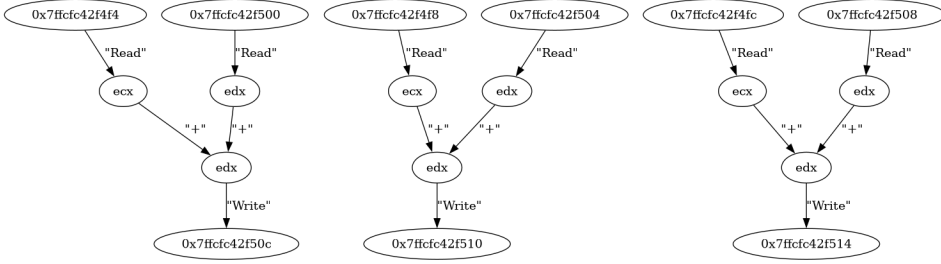 0x7ffcfc42f4f4 0x7ffcfc42f500 0x7ffcfc42f4f8 0x7ffcfc42f504 0x7ffcfc42f4fc 0x7ffcfc42f508
"Read" "Read" "Read" "Read" "Read" "Read"
ecx edx ecx edx ecx edx
"+" "+" "+" "+" "+" "+"
edx edx edx
"Write" "Write" "Write"
0x7ffcfc42f50c 0x7ffcfc42f510 0x7ffcfc42f514